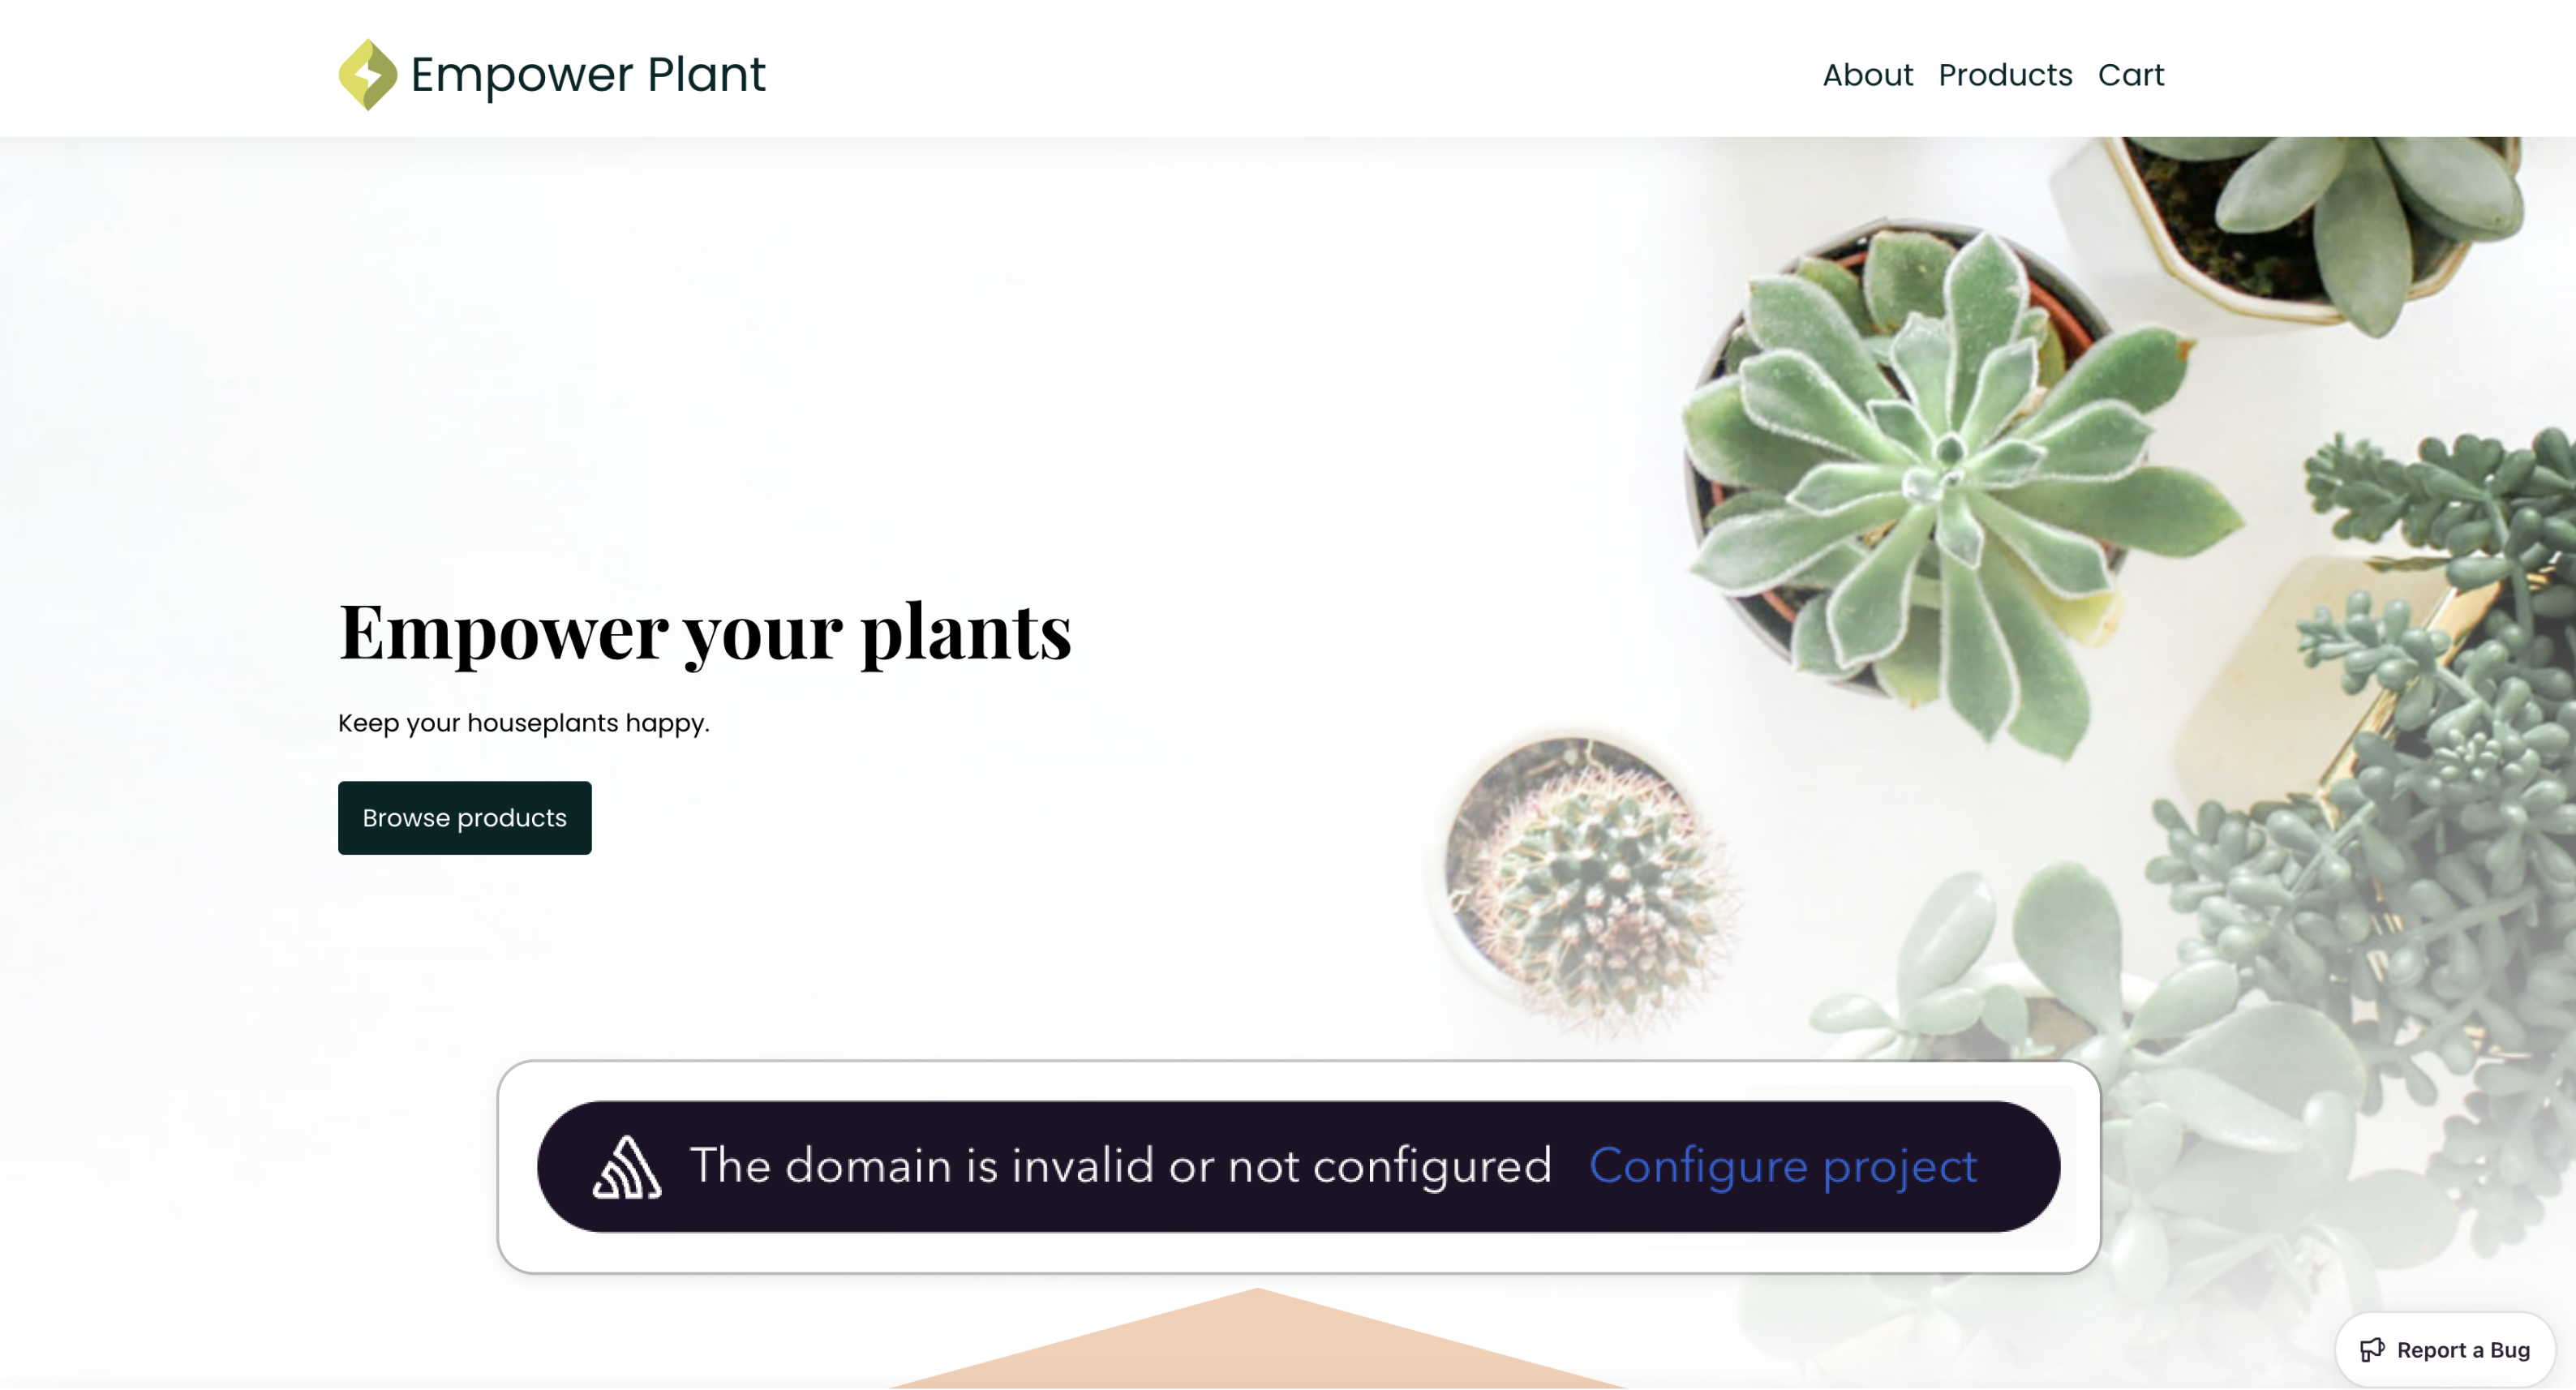 Empower Plant
About Products Cart
Empower your plants
Keep your houseplants happy.
Browse products
The domain is invalid or not configured Configure project
Report a Bug